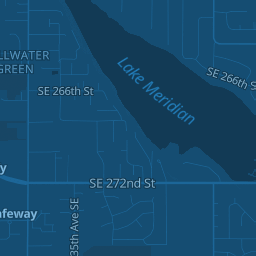 LLWATER
GREEN
Lake Meridian
SE 266th St
SE 266th St
y
SE 272nd St
afeway
35th Ave SE